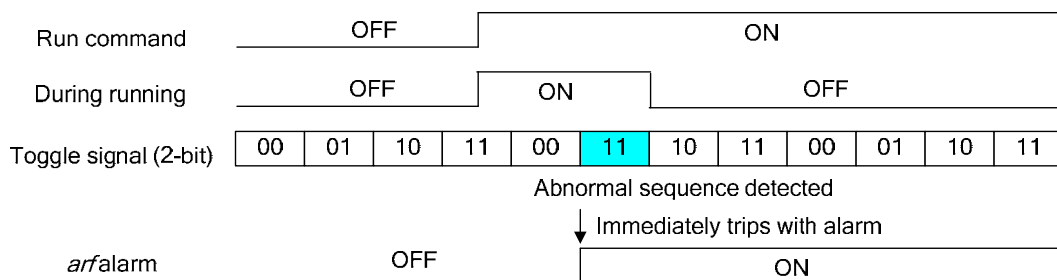 Run command OFF ON
During running OFF ON OFF
Toggle signal (2-bit) 00 01 10 11 00 11 10 11 00 01 10 11
Abnormal sequence detected
Immediately trips with alarm
arf alarm OFF ON